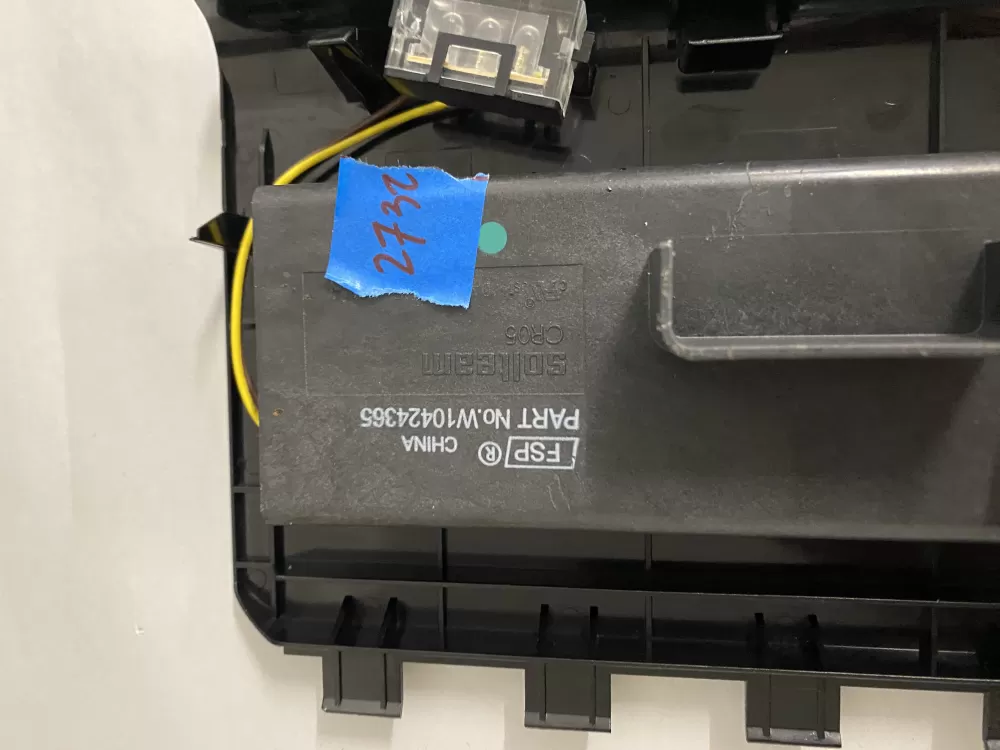 2732
FSP ® CHINA
PART No.W10424365
solteam
CR05